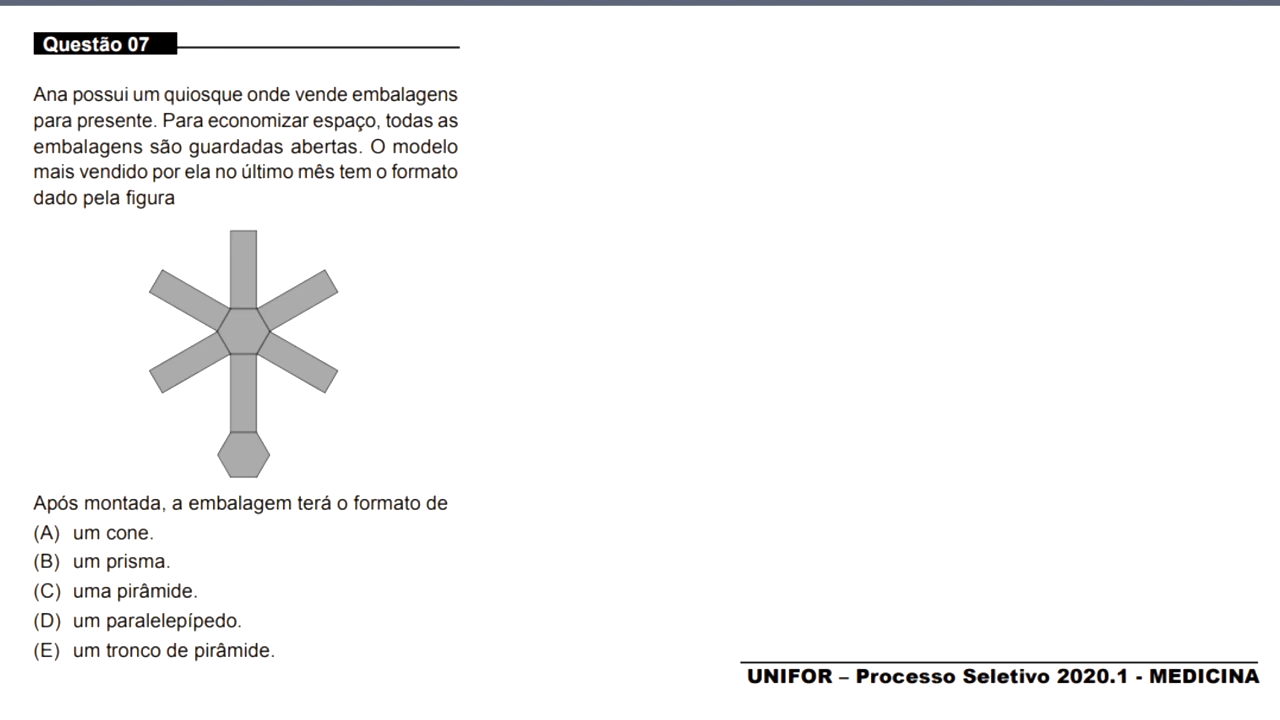 Questão 07
Ana possui um quiosque onde vende embalagens
para presente. Para economizar espaço, todas as
embalagens são guardadas abertas. O modelo
mais vendido por ela no último mês tem o formato
dado pela figura
Após montada, a embalagem terá o formato de
(A) um cone.
(B) um prisma.
(C) uma pirâmide.
(D) um paralelepípedo.
(E) um tronco de pirâmide.
UNIFOR – Processo Seletivo 2020.1 - MEDICINA